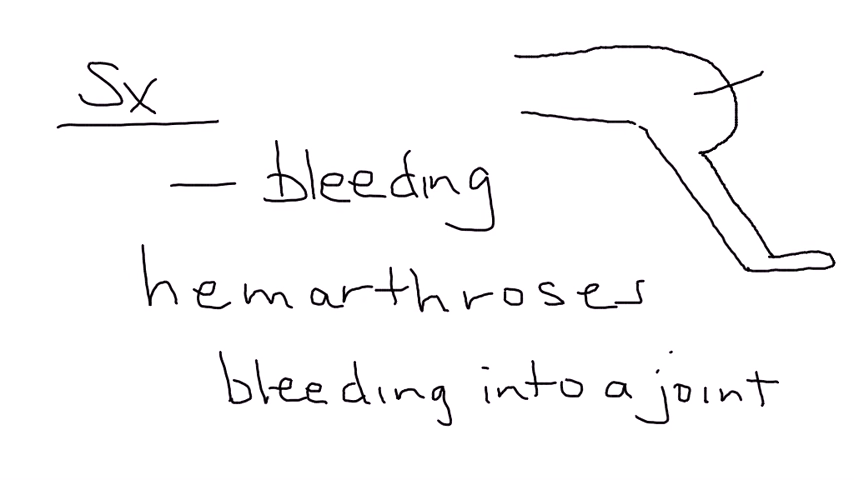 Sx
— bleeding
hemarthroses
bleeding into a joint